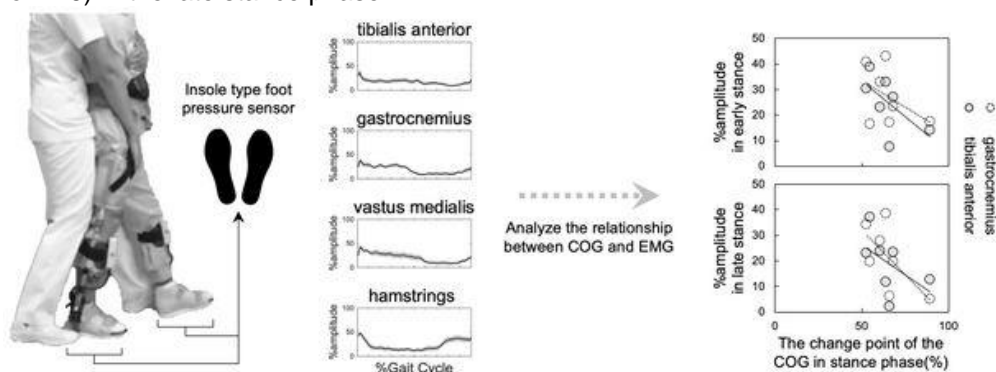 tibialis anterior
100
50
0
%amplitude
Insole type foot
pressure sensor
gastrocnemius
100
50
0
%amplitude
vastus medialis
100
50
0
%amplitude
hamstrings
100
50
0
%amplitude
%Gait Cycle
Analyze the relationship
between COG and EMG
50
40
30
20
10
0
%amplitude
in early stance
50
40
30
20
10
0
%amplitude
in late stance
0
50
100
The change point of the
COG in stance phase(%)
gastrocnemius
tibialis anterior